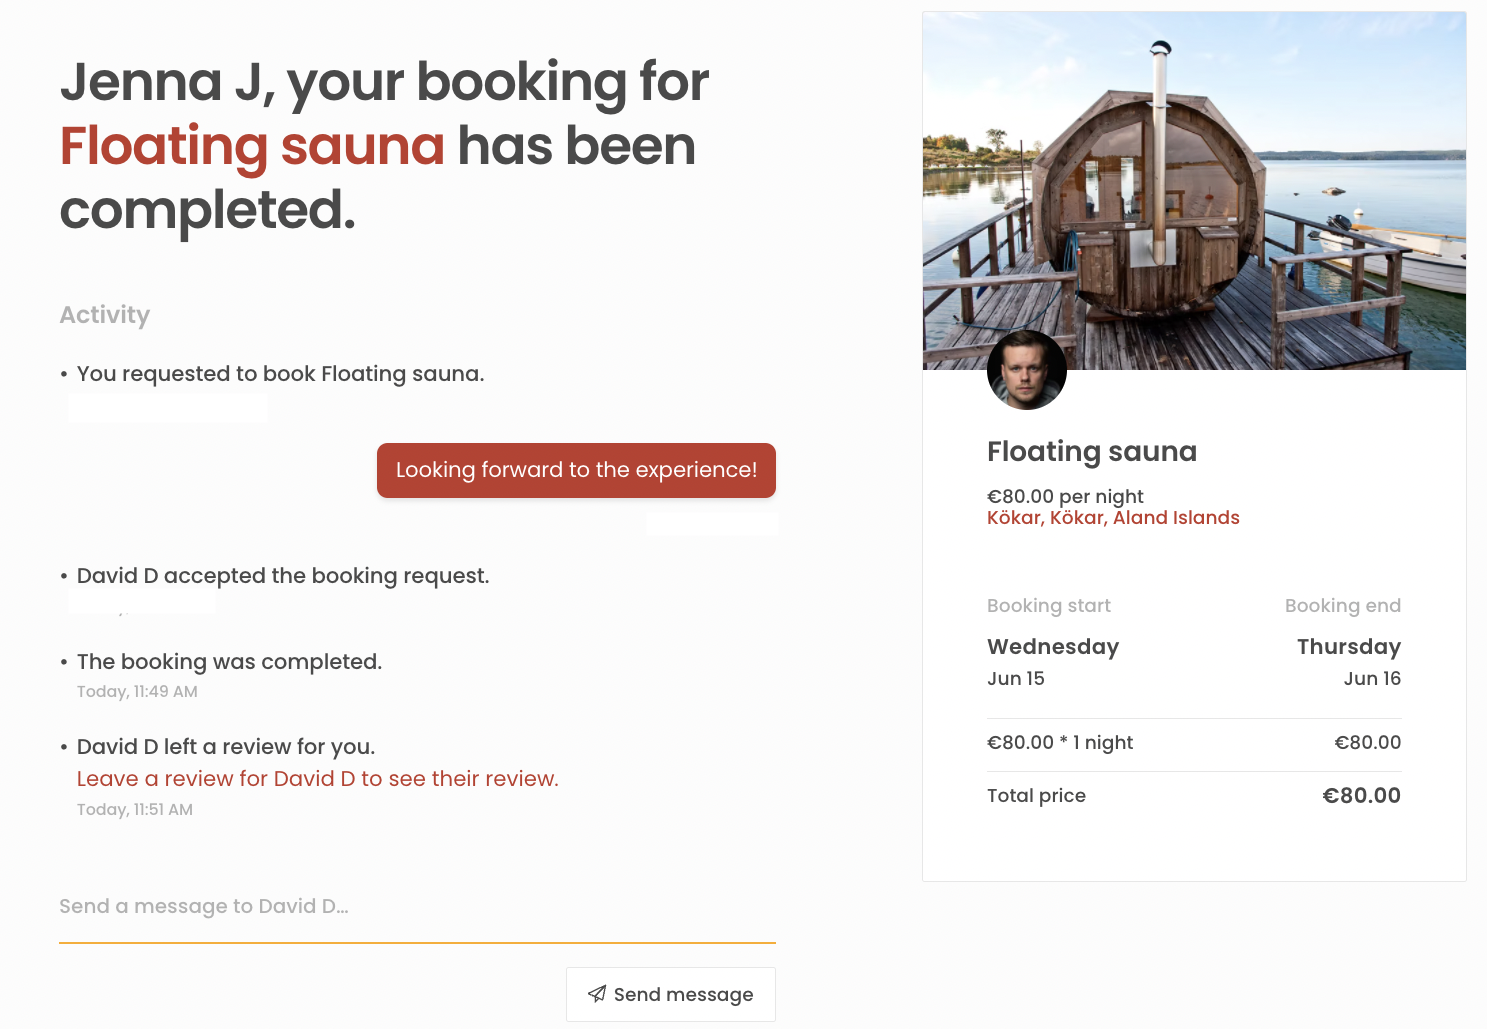 Jenna J, your booking for
Floating sauna has been
completed.
Activity
• You requested to book Floating sauna.
Looking forward to the experience!
• David D accepted the booking request.
• The booking was completed.
Today, 11:49 AM
• David D left a review for you.
Leave a review for David D to see their review.
Today, 11:51 AM
Send a message to David D...
Send message
Floating sauna
€80.00 per night
Kökar, Kökar, Aland Islands
Booking start Booking end
Wednesday Thursday
Jun 15 Jun 16
€80.00 * 1 night €80.00
Total price €80.00